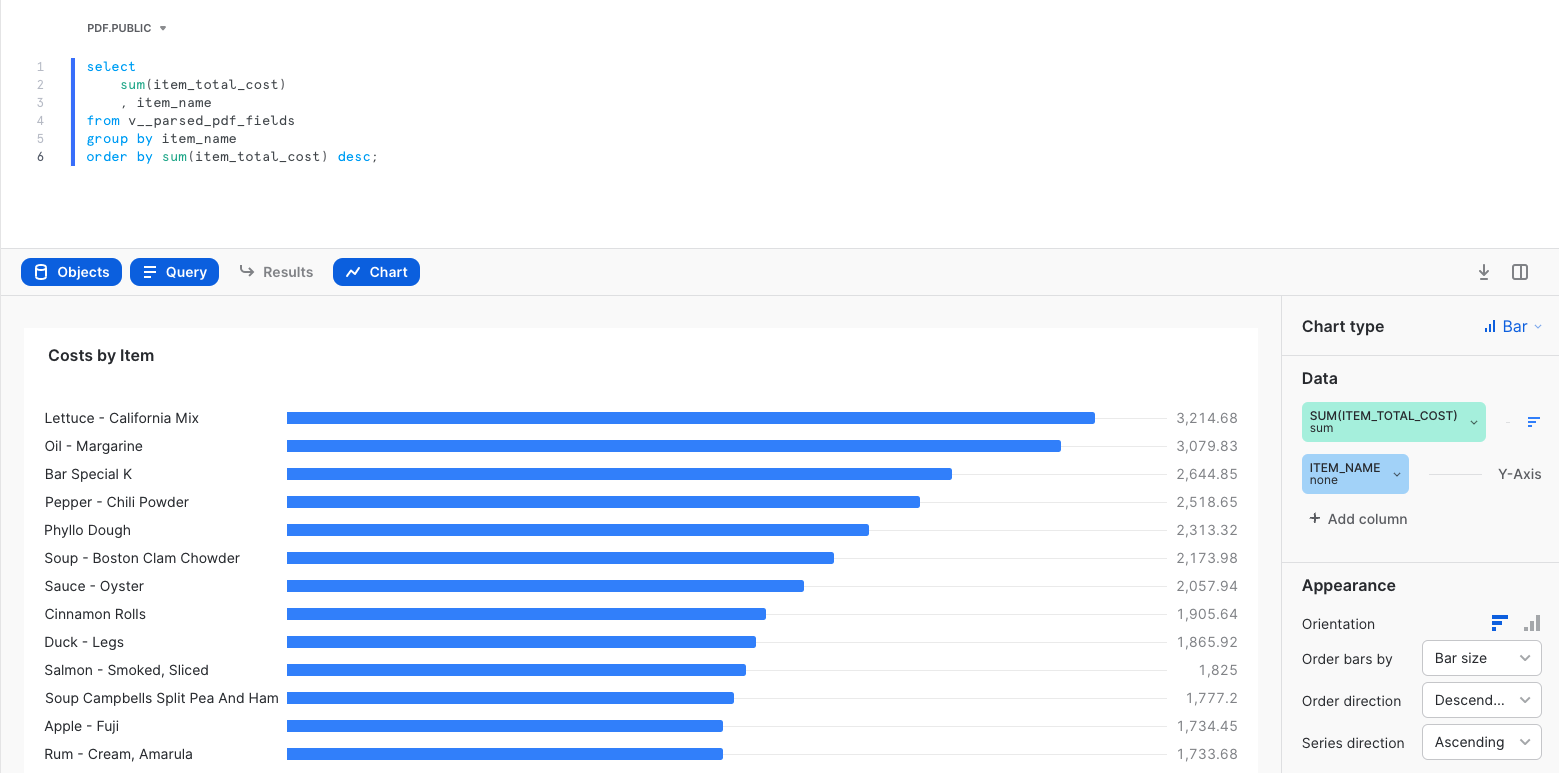 PDF.PUBLIC
1 select
2 sum(item_total_cost)
3 , item_name
4 from v__parsed_pdf_fields
5 group by item_name
6 order by sum(item_total_cost) desc;
Objects Query Results Chart
Costs by Item
Lettuce - California Mix 3,214.68
Oil - Margarine 3,079.83
Bar Special K 2,644.85
Pepper - Chili Powder 2,518.65
Phyllo Dough 2,313.32
Soup - Boston Clam Chowder 2,173.98
Sauce - Oyster 2,057.94
Cinnamon Rolls 1,905.64
Duck - Legs 1,865.92
Salmon - Smoked, Sliced 1,825
Soup Campbells Split Pea And Ham 1,777.2
Apple - Fuji 1,734.45
Rum - Cream, Amarula 1,733.68
Chart type Bar
Data
SUM(ITEM_TOTAL_COST)
sum
ITEM_NAME
none
Y-Axis
+ Add column
Appearance
Orientation
Order bars by Bar size
Order direction Descend...
Series direction Ascending